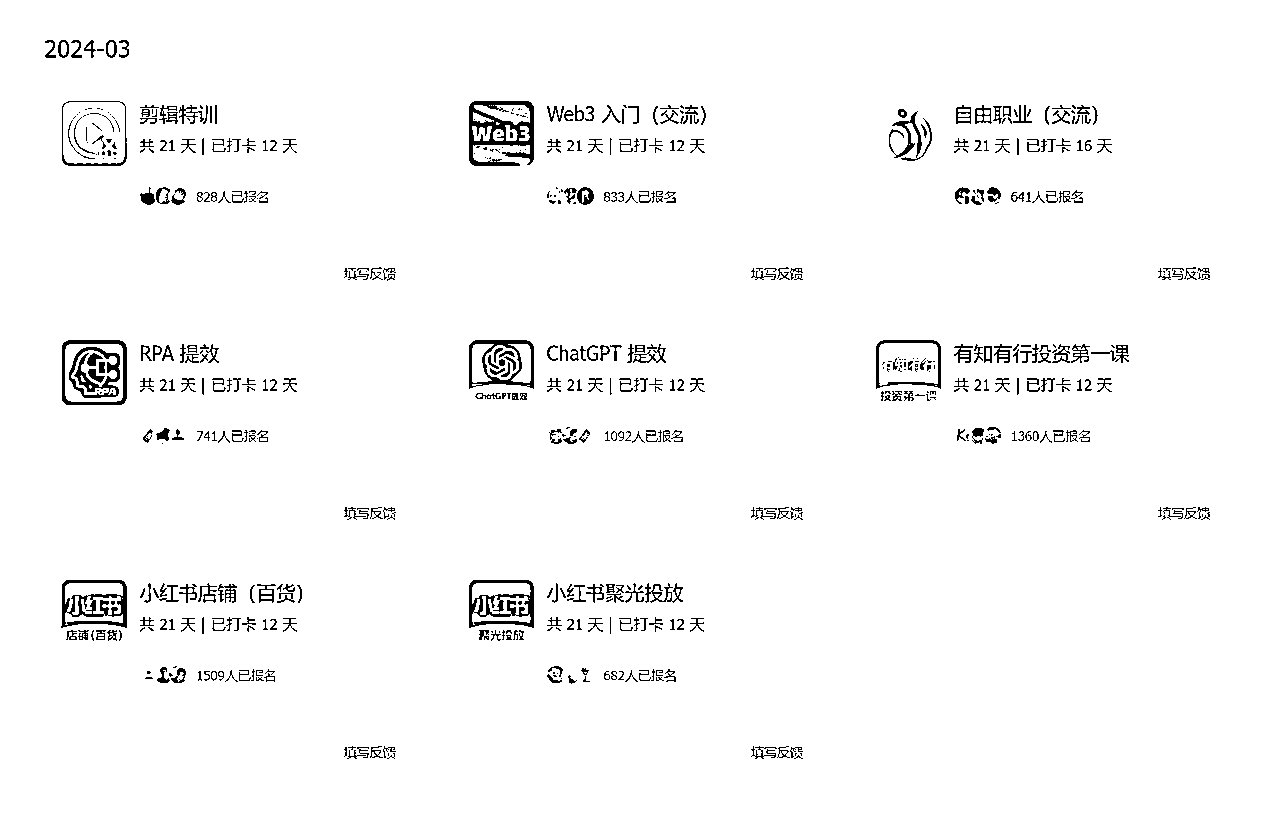 2024-03
剪辑特训
共 21 天 | 已打卡 12 天
828人已报名
填写反馈
Web3
Web3 入门（交流）
共 21 天 | 已打卡 12 天
833人已报名
填写反馈
自由职业（交流）
共 21 天 | 已打卡 16 天
641人已报名
填写反馈
RPA
RPA 提效
共 21 天 | 已打卡 12 天
741人已报名
填写反馈
ChatGPT提效
ChatGPT 提效
共 21 天 | 已打卡 12 天
1092人已报名
填写反馈
有知有行
投资第一课
有知有行投资第一课
共 21 天 | 已打卡 12 天
1360人已报名
填写反馈
小红书
店铺(百货)
小红书店铺（百货）
共 21 天 | 已打卡 12 天
1509人已报名
填写反馈
小红书
聚光投放
小红书聚光投放
共 21 天 | 已打卡 12 天
682人已报名
填写反馈